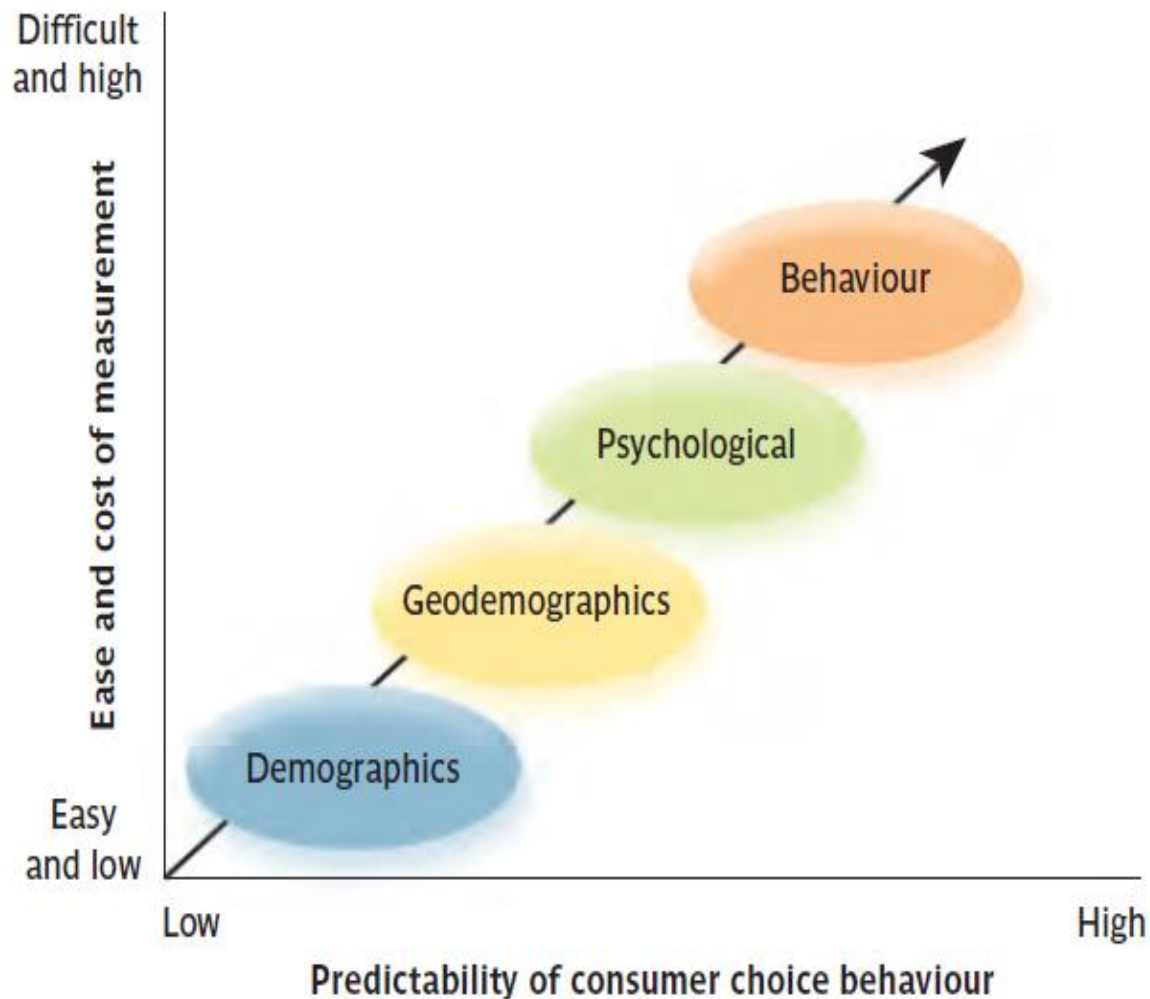 Difficult
and high
Ease and cost of measurement
Behaviour
Psychological
Geodemographics
Demographics
Easy
and low
Low
High
Predictability of consumer choice behaviour